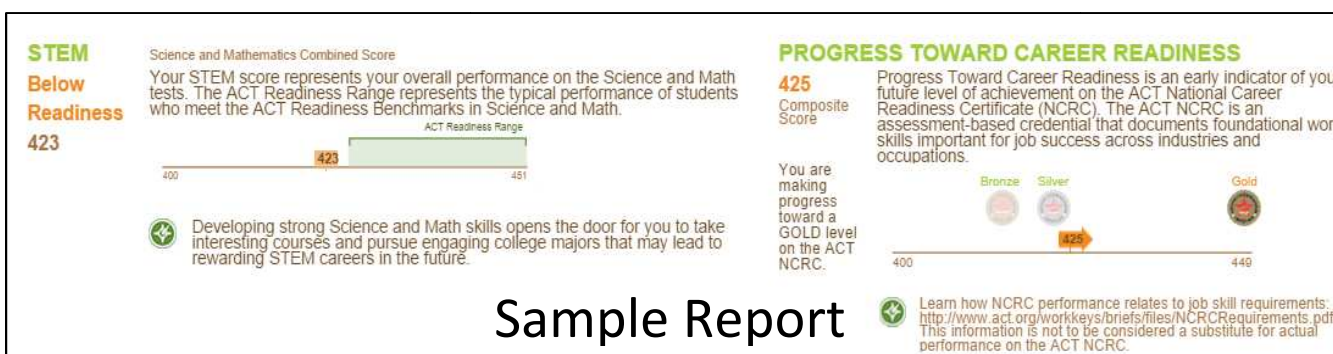 STEM
Below
Readiness
423
Science and Mathematics Combined Score
Your STEM score represents your overall performance on the Science and Math
tests. The ACT Readiness Range represents the typical performance of students
who meet the ACT Readiness Benchmarks in Science and Math.
ACT Readiness Range
423
400
451
Developing strong Science and Math skills opens the door for you to take
interesting courses and pursue engaging college majors that may lead to
rewarding STEM careers in the future.
PROGRESS TOWARD CAREER READINESS
425
Composite
Score
You are
making
progress
toward a
GOLD level
on the ACT
NCRC.
Progress Toward Career Readiness is an early indicator of you
future level of achievement on the ACT National Career
Readiness Certificate (NCRC). The ACT NCRC is an
assessment-based credential that documents foundational wor
skills important for job success across industries and
occupations.
Bronze Silver Gold
425
400
449
Learn how NCRC performance relates to job skill requirements:
http://www.act.org/workkeys/briefs/files/NCRCRequirements.pdf
This information is not to be considered a substitute for actual
performance on the ACT NCRC.
Sample Report